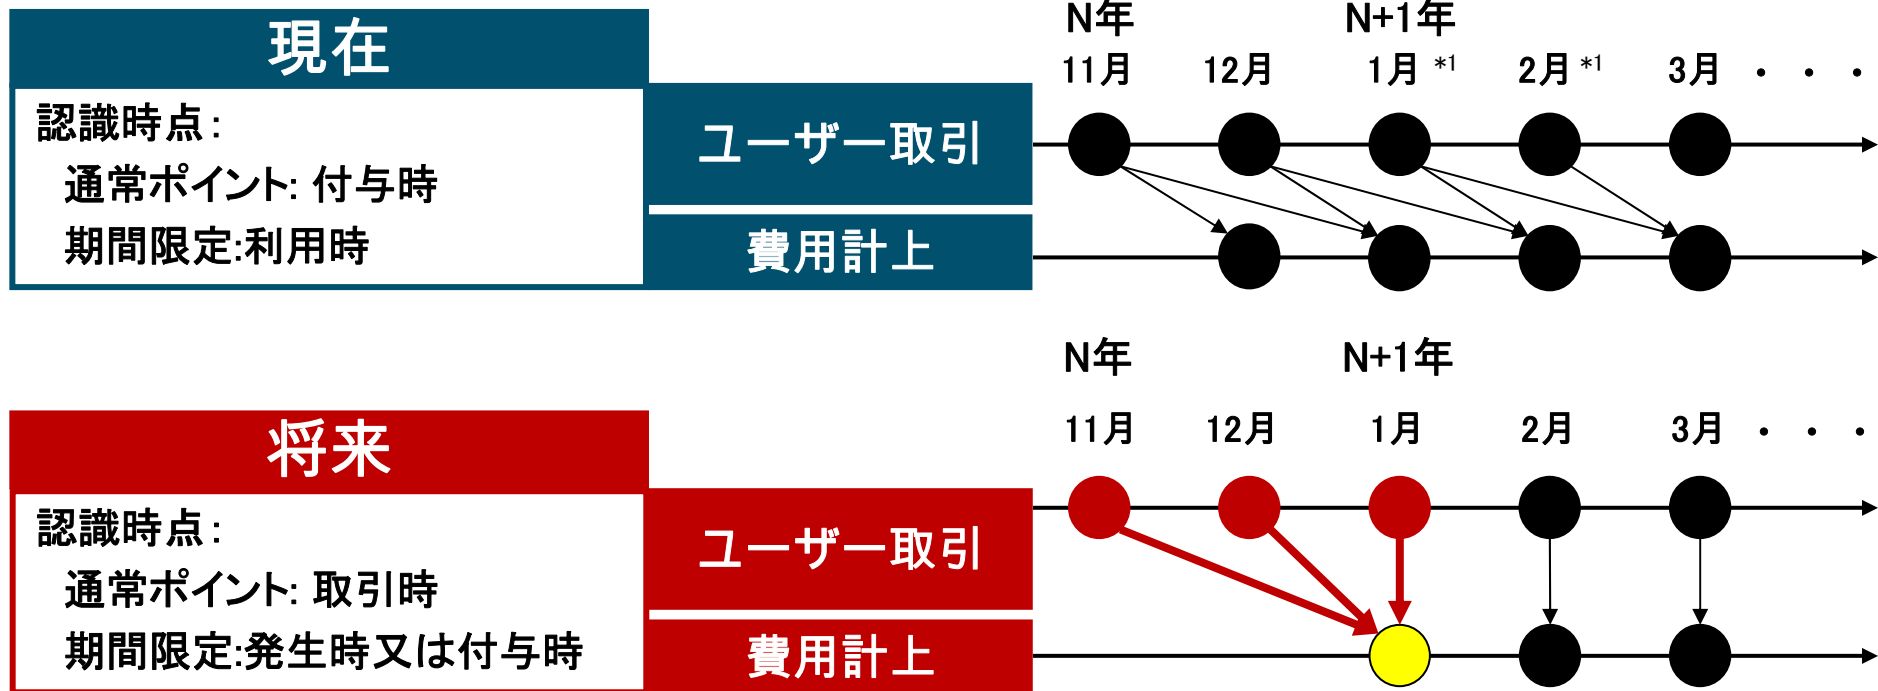 現在
認識時点：
通常ポイント: 付与時
期間限定:利用時
ユーザー取引
費用計上
N年 N+1年
11月 12月 1月 *1 2月 *1 3月 ・・・
将来
認識時点：
通常ポイント: 取引時
期間限定:発生時又は付与時
ユーザー取引
費用計上
N年 N+1年
11月 12月 1月 2月 3月 ・・・